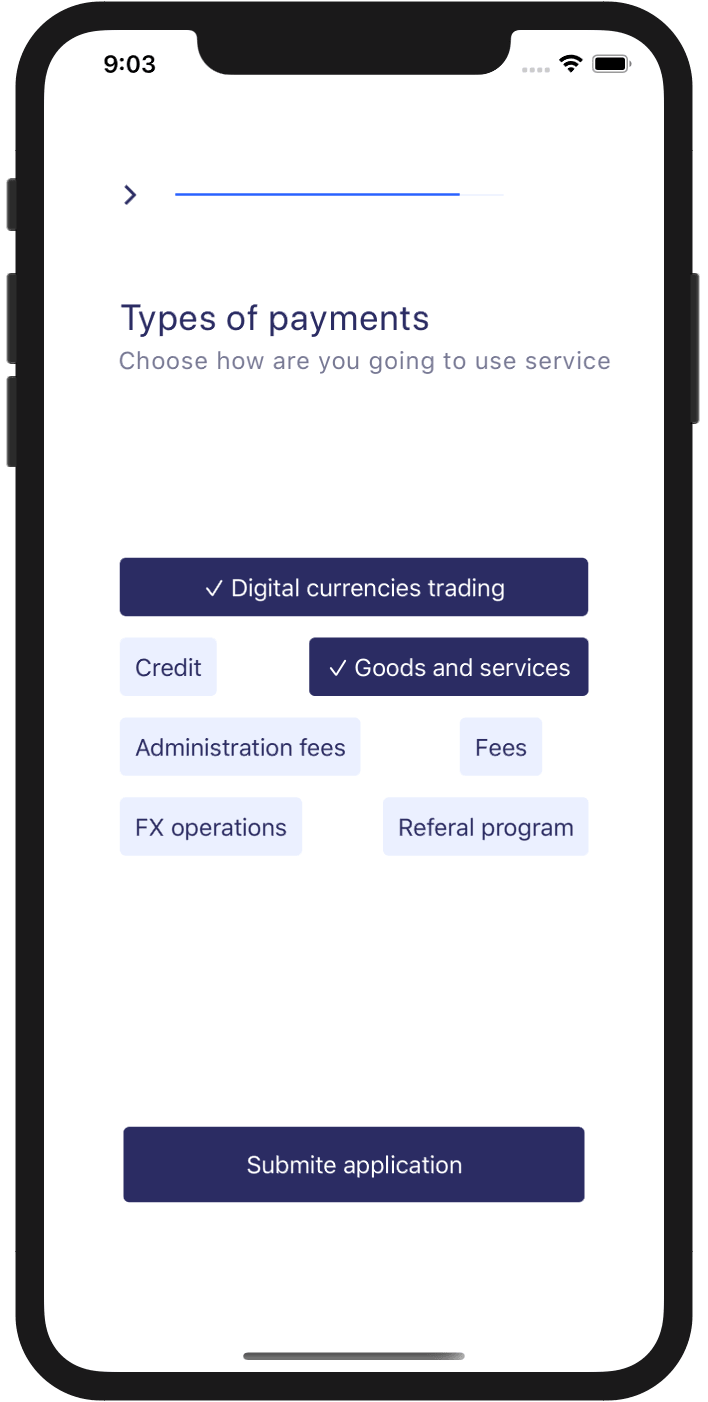 9:03
Types of payments
Choose how are you going to use service
✓ Digital currencies trading
Credit
✓ Goods and services
Administration fees
Fees
FX operations
Referal program
Submite application